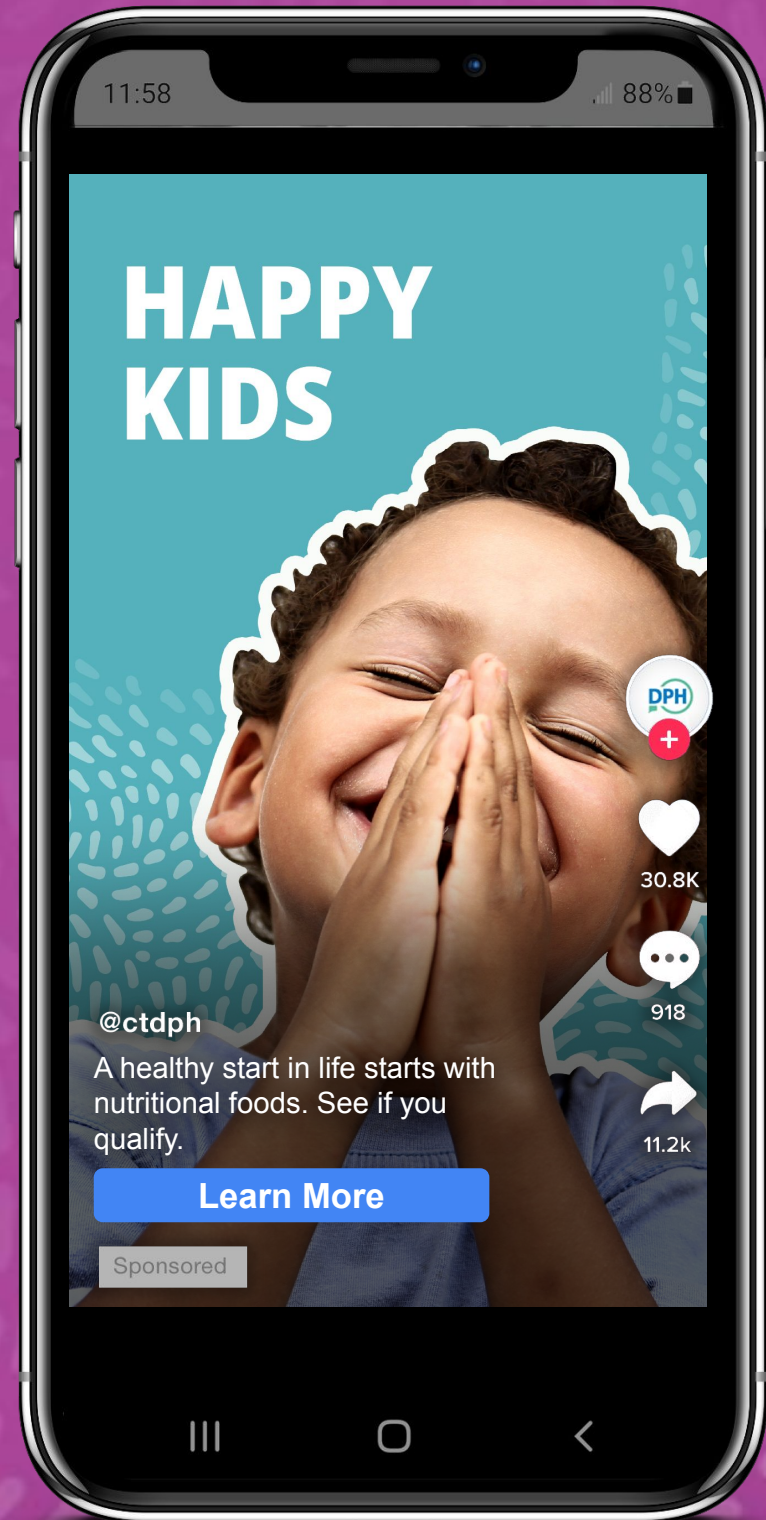 11:58
88%
HAPPY
KIDS
DPH
30.8K
918
11.2k
@ctdph
A healthy start in life starts with
nutritional foods. See if you
qualify.
Learn More
Sponsored